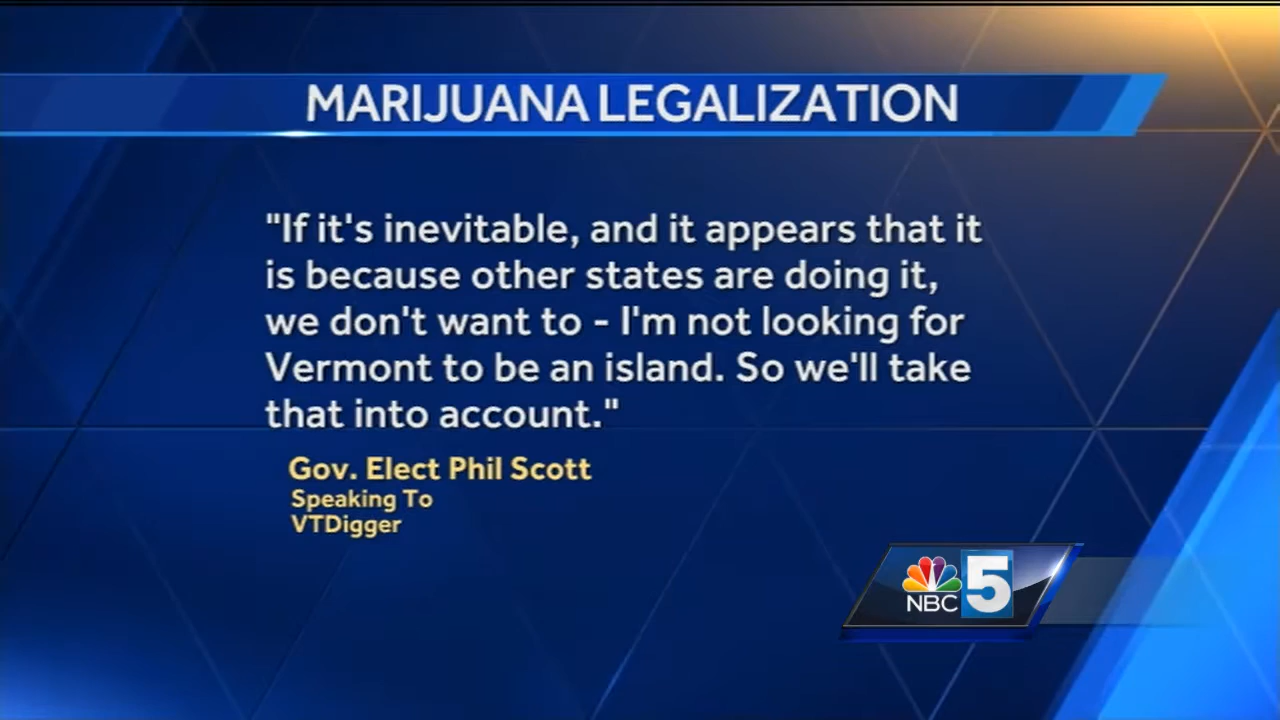 MARIJUANA LEGALIZATION
"If it's inevitable, and it appears that it
is because other states are doing it,
we don't want to - I'm not looking for
Vermont to be an island. So we'll take
that into account."
Gov. Elect Phil Scott
Speaking To
VTDigger
NBC 5